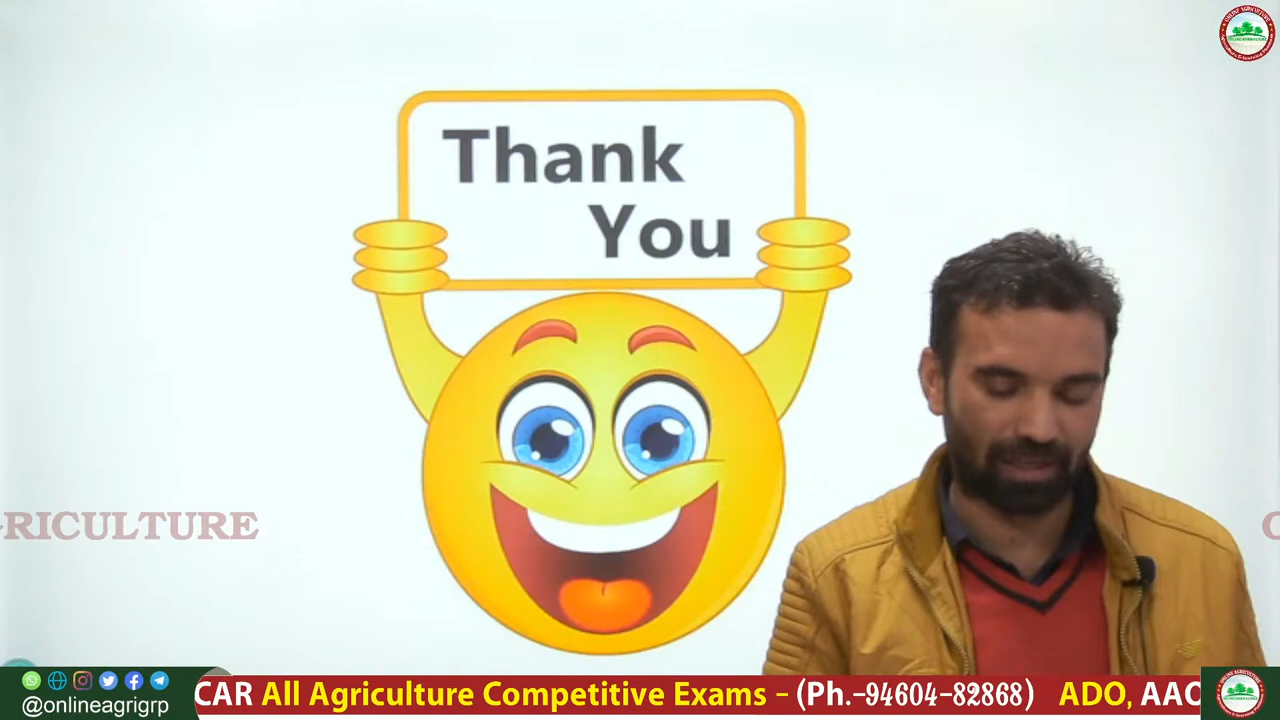 Thank
You
RICULTURE
@onlineagrigrp
CAR All Agriculture Competitive Exams - (Ph.-94604-82868) ADO, AAC